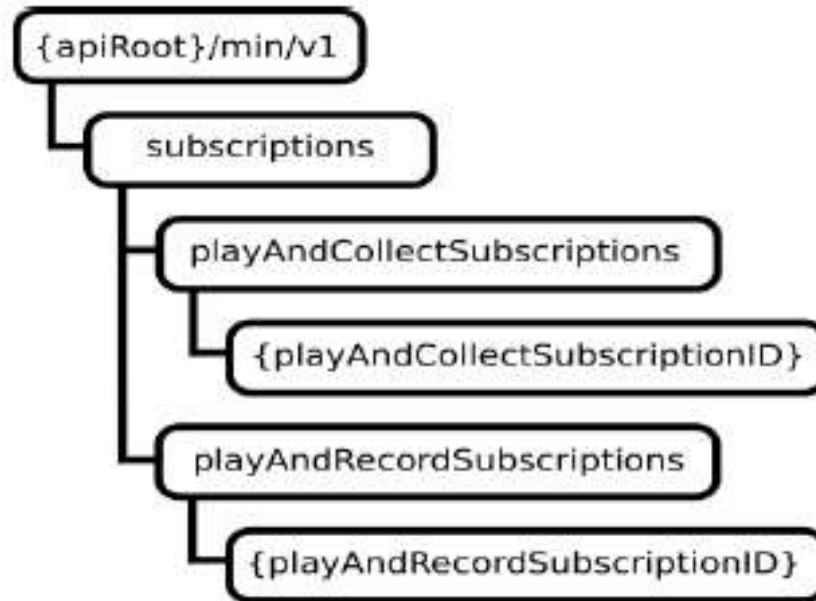 {apiRoot}/min/v1
subscriptions
playAndCollectSubscriptions
{playAndCollectSubscriptionID}
playAndRecordSubscriptions
{playAndRecordSubscriptionID}